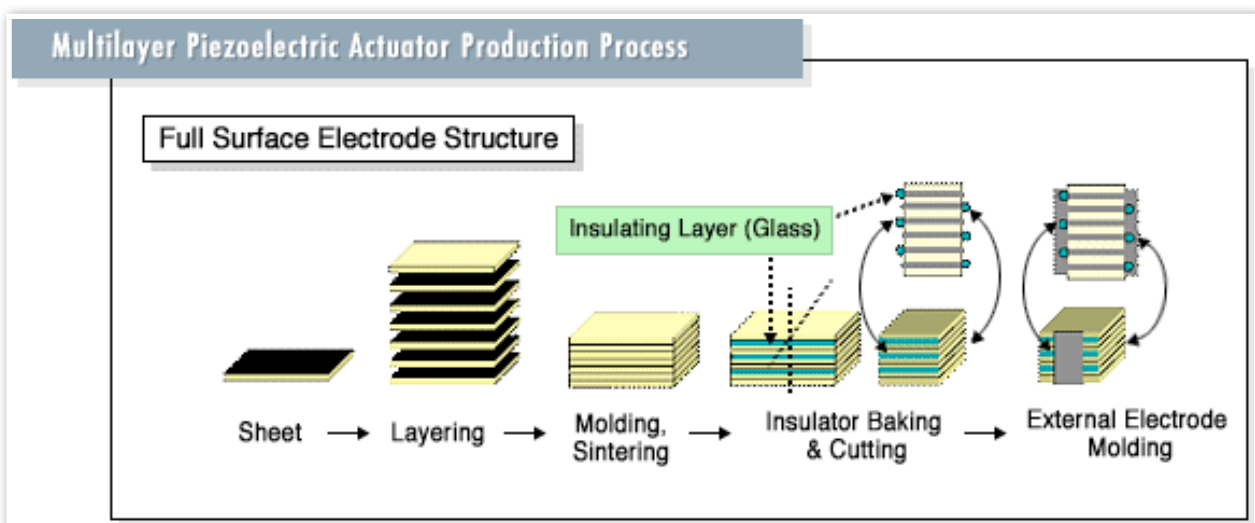 Multilayer Piezoelectric Actuator Production Process
Full Surface Electrode Structure
Insulating Layer (Glass)
Sheet
Layering
Molding,
Sintering
Insulator Baking
& Cutting
External Electrode
Molding